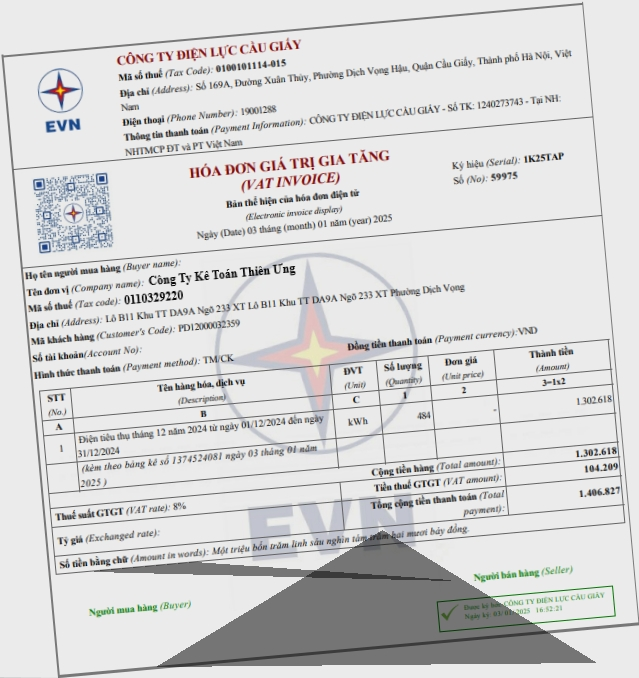 CÔNG TY ĐIỆN LỰC CẦU GIẤY
Mã số thuế (Tax Code): 0100101114-015
Địa chỉ (Address): Số 169A, Đường Xuân Thủy, Phường Dịch Vọng Hậu, Quận Cầu Giấy, Thành phố Hà Nội, Việt
Nam
Điện thoại (Phone Number): 19001288
Thông tin thanh toán (Payment Information): CÔNG TY ĐIỆN LỰC CẦU GIẤY - Số TK: 1240273743 - Tại NH:
NHTMCP ĐT và PT Việt Nam
EVN
HÓA ĐƠN GIÁ TRỊ GIA TĂNG
(VAT INVOICE)
Bản thể hiện của hóa đơn điện tử
(Electronic invoice display)
Ngày (Date) 03 tháng (month) 01 năm (year) 2025
Ký hiệu (Serial): 1K25TAP
Số (No): 59975
Họ tên người mua hàng (Buyer name):
Tên đơn vị (Company name): Công Ty Kê Toán Thiên Ưng
Mã số thuế (Tax code): 0110329220
Địa chỉ (Address): Lô B11 Khu TT DA9A Ngõ 233 XT Lô B11 Khu TT DA9A Ngõ 233 XT Phường Dịch Vọng
Mã khách hàng (Customer's Code): PD12000032359
Số tài khoản(Account No):
Hình thức thanh toán (Payment method): TM/CK
Đồng tiền thanh toán (Payment currency):VND
STT Tên hàng hóa, dịch vụ ĐVT Số lượng Đơn giá Thành tiền
(No.) (Description) (Unit) (Quantity) (Unit price) (Amount)
A B C 1 2 3=1x2
1 Điện tiêu thụ tháng 12 năm 2024 từ ngày 01/12/2024 đến ngày kWh 484 - 1.302.618
31/12/2024
(kèm theo bảng kê số 1374524081 ngày 03 tháng 01 năm
2025 )
Cộng tiền hàng (Total amount): 1.302.618
Thuế suất GTGT (VAT rate): 8% Tiền thuế GTGT (VAT amount): 104.209
Tỷ giá (Exchanged rate): Tổng cộng tiền thanh toán (Total 1.406.827
payment):
Số tiền bằng chữ (Amount in words): Một triệu bốn trăm linh sáu nghìn tám trăm hai mươi bảy đồng.
EVN
Người mua hàng (Buyer)
Người bán hàng (Seller)
Được ký bởi CÔNG TY ĐIỆN LỰC CẦU GIẤY
Ngày ký: 03/01/2025 16:52:21